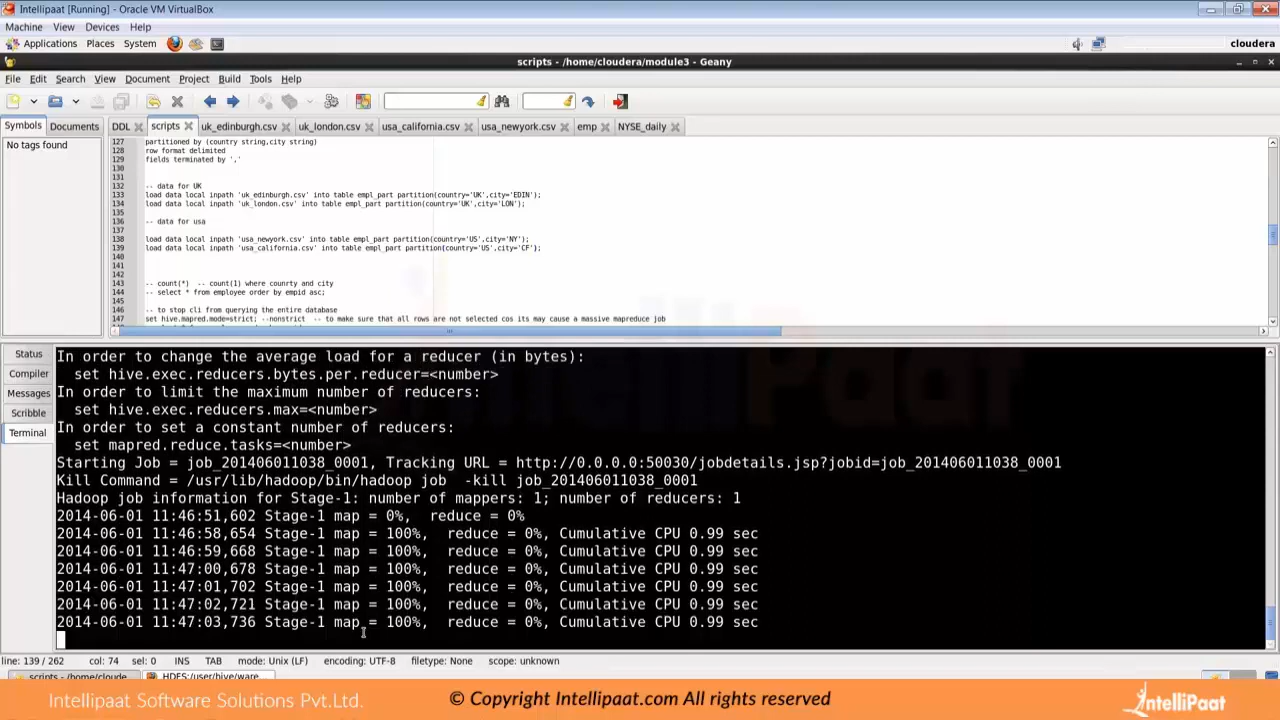 Intellipaat [Running] - Oracle VM VirtualBox
Machine View Devices Help
Applications Places System cloudera
scripts - /home/cloudera/module3 - Geany
File Edit Search View Document Project Build Tools Help
Symbols Documents DDL scripts uk_edinburgh.csv uk_london.csv usa_california.csv usa_newyork.csv emp NYSE_daily
No tags found
127 partitioned by (country string,city string)
128 row format delimited
129 fields terminated by ','
130
131
132 -- data for UK
133 load data local inpath 'uk_edinburgh.csv' into table empl_part partition(country='UK',city='EDIN');
134 load data local inpath 'uk_london.csv' into table empl_part partition(country='UK',city='LON');
135
136 -- data for usa
137
138 load data local inpath 'usa_newyork.csv' into table empl_part partition(country='US',city='NY');
139 load data local inpath 'usa_california.csv' into table empl_part partition(country='US',city='CF');
140
141
142
143 -- count(*) -- count(1) where counrty and city
144 -- select * from employee order by empid asc;
145
146 -- to stop cli from querying the entire database
147 set hive.mapred.mode=strict; --nonstrict -- to make sure that all rows are not selected cos its may cause a massive mapreduce job
Status
Compiler
Messages
Scribble
Terminal
In order to change the average load for a reducer (in bytes):
set hive.exec.reducers.bytes.per.reducer=<number>
In order to limit the maximum number of reducers:
set hive.exec.reducers.max=<number>
In order to set a constant number of reducers:
set mapred.reduce.tasks=<number>
Starting Job = job_201406011038_0001, Tracking URL = http://0.0.0.0:50030/jobdetails.jsp?jobid=job_201406011038_0001
Kill Command = /usr/lib/hadoop/bin/hadoop job  -kill job_201406011038_0001
Hadoop job information for Stage-1: number of mappers: 1; number of reducers: 1
2014-06-01 11:46:51,602 Stage-1 map = 0%,  reduce = 0%
2014-06-01 11:46:58,654 Stage-1 map = 100%,  reduce = 0%, Cumulative CPU 0.99 sec
2014-06-01 11:46:59,668 Stage-1 map = 100%,  reduce = 0%, Cumulative CPU 0.99 sec
2014-06-01 11:47:00,678 Stage-1 map = 100%,  reduce = 0%, Cumulative CPU 0.99 sec
2014-06-01 11:47:01,702 Stage-1 map = 100%,  reduce = 0%, Cumulative CPU 0.99 sec
2014-06-01 11:47:02,721 Stage-1 map = 100%,  reduce = 0%, Cumulative CPU 0.99 sec
2014-06-01 11:47:03,736 Stage-1 map = 100%,  reduce = 0%, Cumulative CPU 0.99 sec
line: 139 / 262 col: 74 sel: 0 INS TAB mode: Unix (LF) encoding: UTF-8 filetype: None scope: unknown
scripts - /home/cloude... HDFS:/user/hive/ware...
Intellipaat Software Solutions Pvt.Ltd. © Copyright Intellipaat.com All rights reserved IntelliPaat